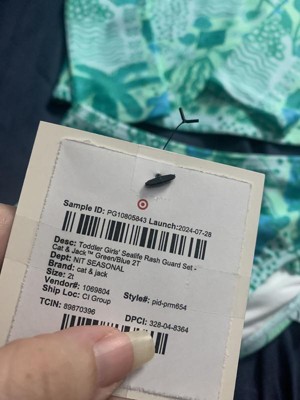 Sample ID: PG10805843 Launch:2024-07-28
Desc: Toddler Girls' Sealife Rash Guard Set -
Cat & Jack™ Green/Blue 2T
Dept: NIT SEASONAL
Brand: cat & jack
Size: 2t
Vendor#: 1069804 Style#: pid-prm654
Ship Loc: CI Group
TCIN: 89870396 DPCI: 328-04-8364